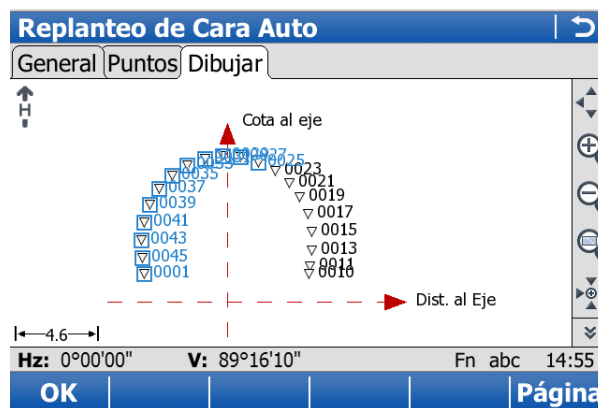 Replanteo de Cara Auto
General Puntos Dibujar
H
Cota al eje
0025
0023
0035
0021
0037
0019
0039
0017
0041
0015
0043
0013
0045
0011
0001
0010
Dist. al Eje
4.6
Hz: 0°00'00" V: 89°16'10" Fn abc 14:55
OK Página